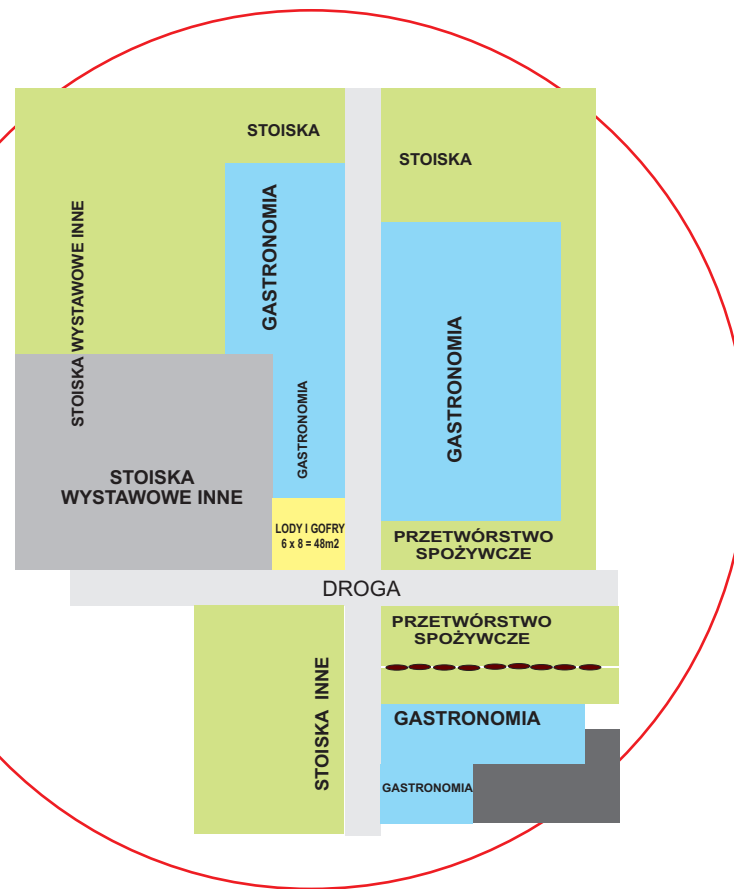 STOISKA
STOISKA
STOISKA WYSTAWOWE INNE
GASTRONOMIA
GASTRONOMIA
GASTRONOMIA
STOISKA
WYSTAWOWE INNE
LODY I GOFRY
6 x 8 = 48m2
PRZETWÓRSTWO
SPOŻYWCZE
DROGA
PRZETWÓRSTWO
SPOŻYWCZE
STOISKA INNE
GASTRONOMIA
GASTRONOMIA